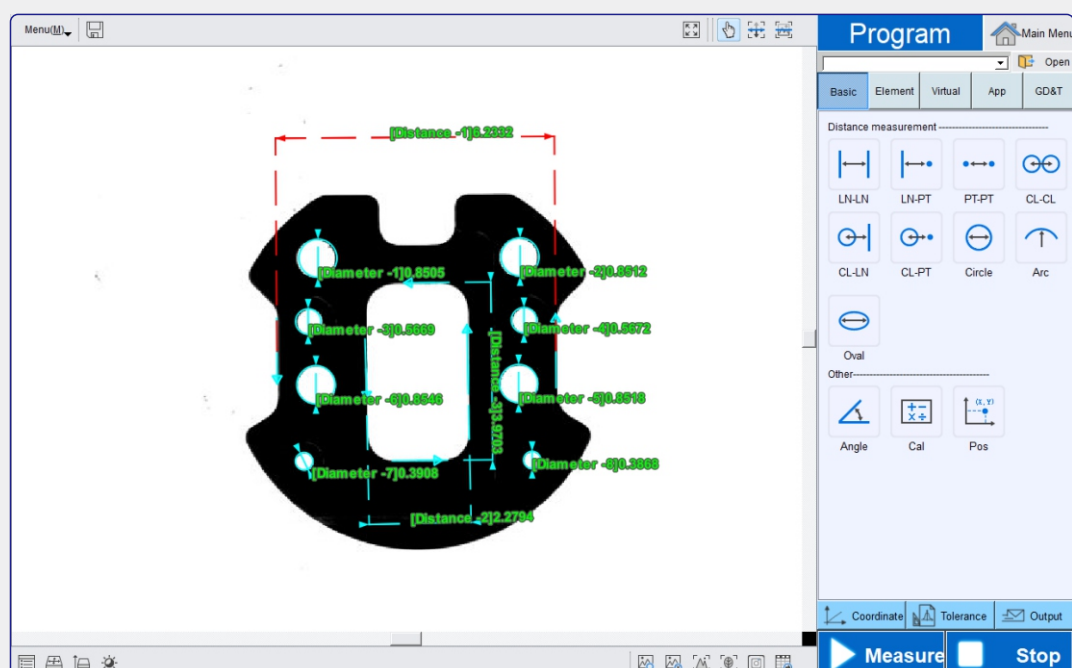 Menu(M)
Program
Main Menu
Open
Basic Element Virtual App GD&T
Distance measurement
LN-LN LN-PT PT-PT CL-CL
CL-LN CL-PT Circle Arc
Oval
Other
(X, Y)
Angle Cal Pos
Coordinate Tolerance Output
Measure Stop
[Distance -1]6.2332
[Diameter -1]0.8505
[Diameter -2]0.8512
[Diameter -3]0.5669
[Diameter -4]0.5672
[Distance -3]3.9703
[Diameter -6]0.8546
[Diameter -5]0.8518
[Diameter -7]0.3908
[Diameter -8]0.3868
[Distance -2]2.2794